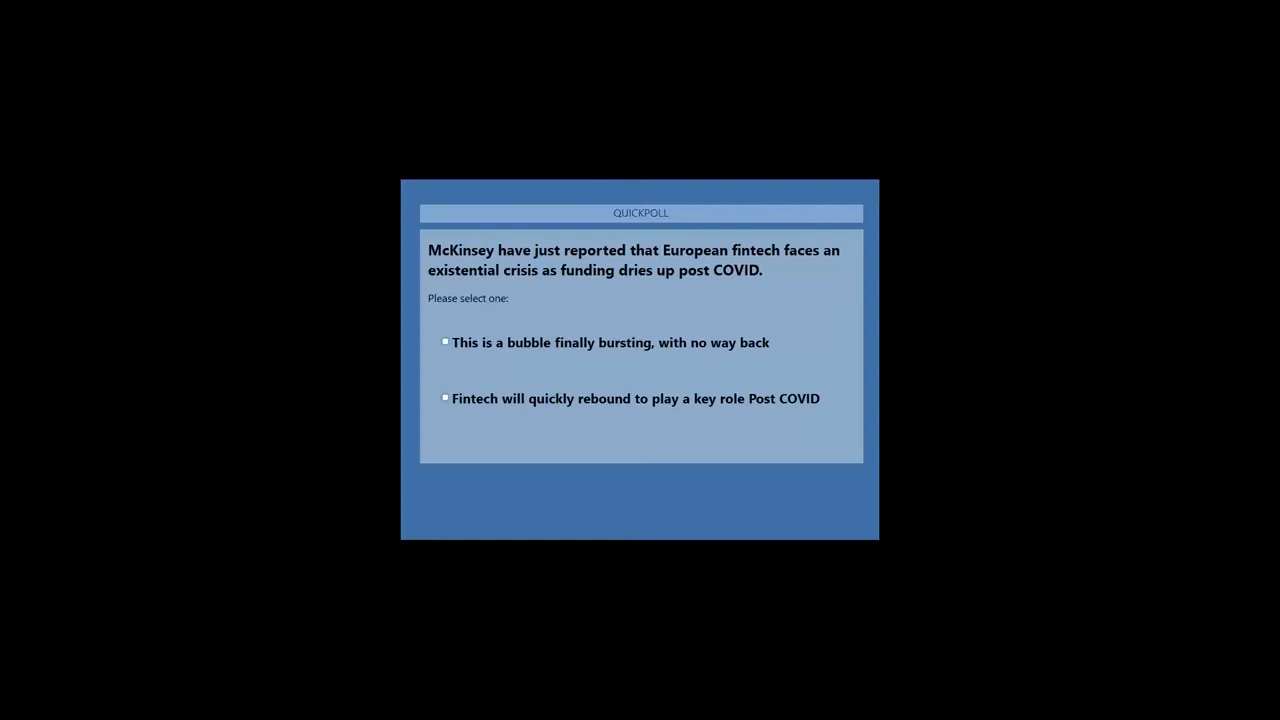 QUICKPOLL
McKinsey have just reported that European fintech faces an
existential crisis as funding dries up post COVID.
Please select one:
This is a bubble finally bursting, with no way back
Fintech will quickly rebound to play a key role Post COVID